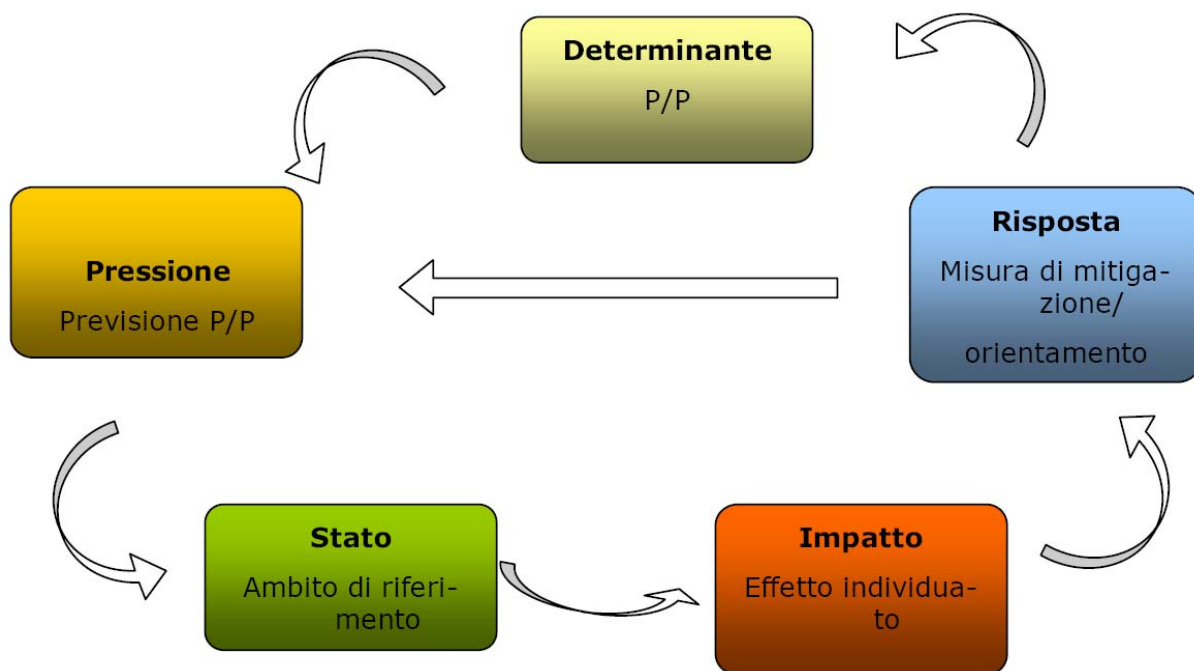 Determinante
P/P
Pressione
Previsione P/P
Risposta
Misura di mitiga-
zione/
orientamento
Stato
Ambito di riferi-
mento
Impatto
Effetto individua-
to